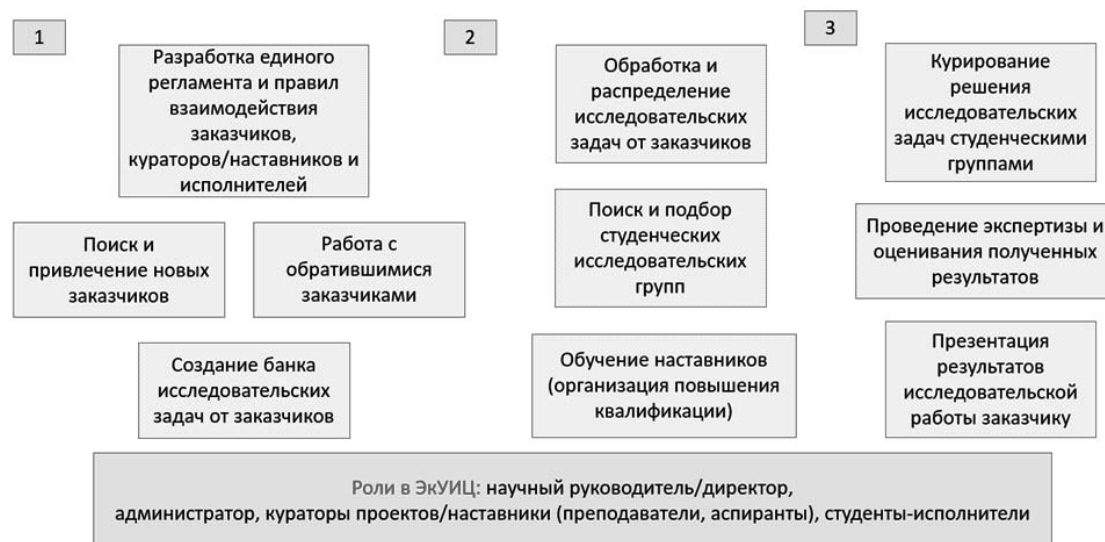 1
Разработка единого
регламента и правил
взаимодействия
заказчиков,
кураторов/наставников и
исполнителей
Поиск и
привлечение новых
заказчиков
Работа с
обратившимися
заказчиками
Создание банка
исследовательских
задач от заказчиков
2
Обработка и
распределение
исследовательских
задач от заказчиков
Поиск и подбор
студенческих
исследовательских
групп
Обучение наставников
(организация повышения
квалификации)
3
Курирование
решения
исследовательских
задач студенческими
группами
Проведение экспертизы и
оценивания полученных
результатов
Презентация
результатов
исследовательской
работы заказчику
Роли в ЭкУИЦ: научный руководитель/директор,
администратор, кураторы проектов/наставники (преподаватели, аспиранты), студенты-исполнители